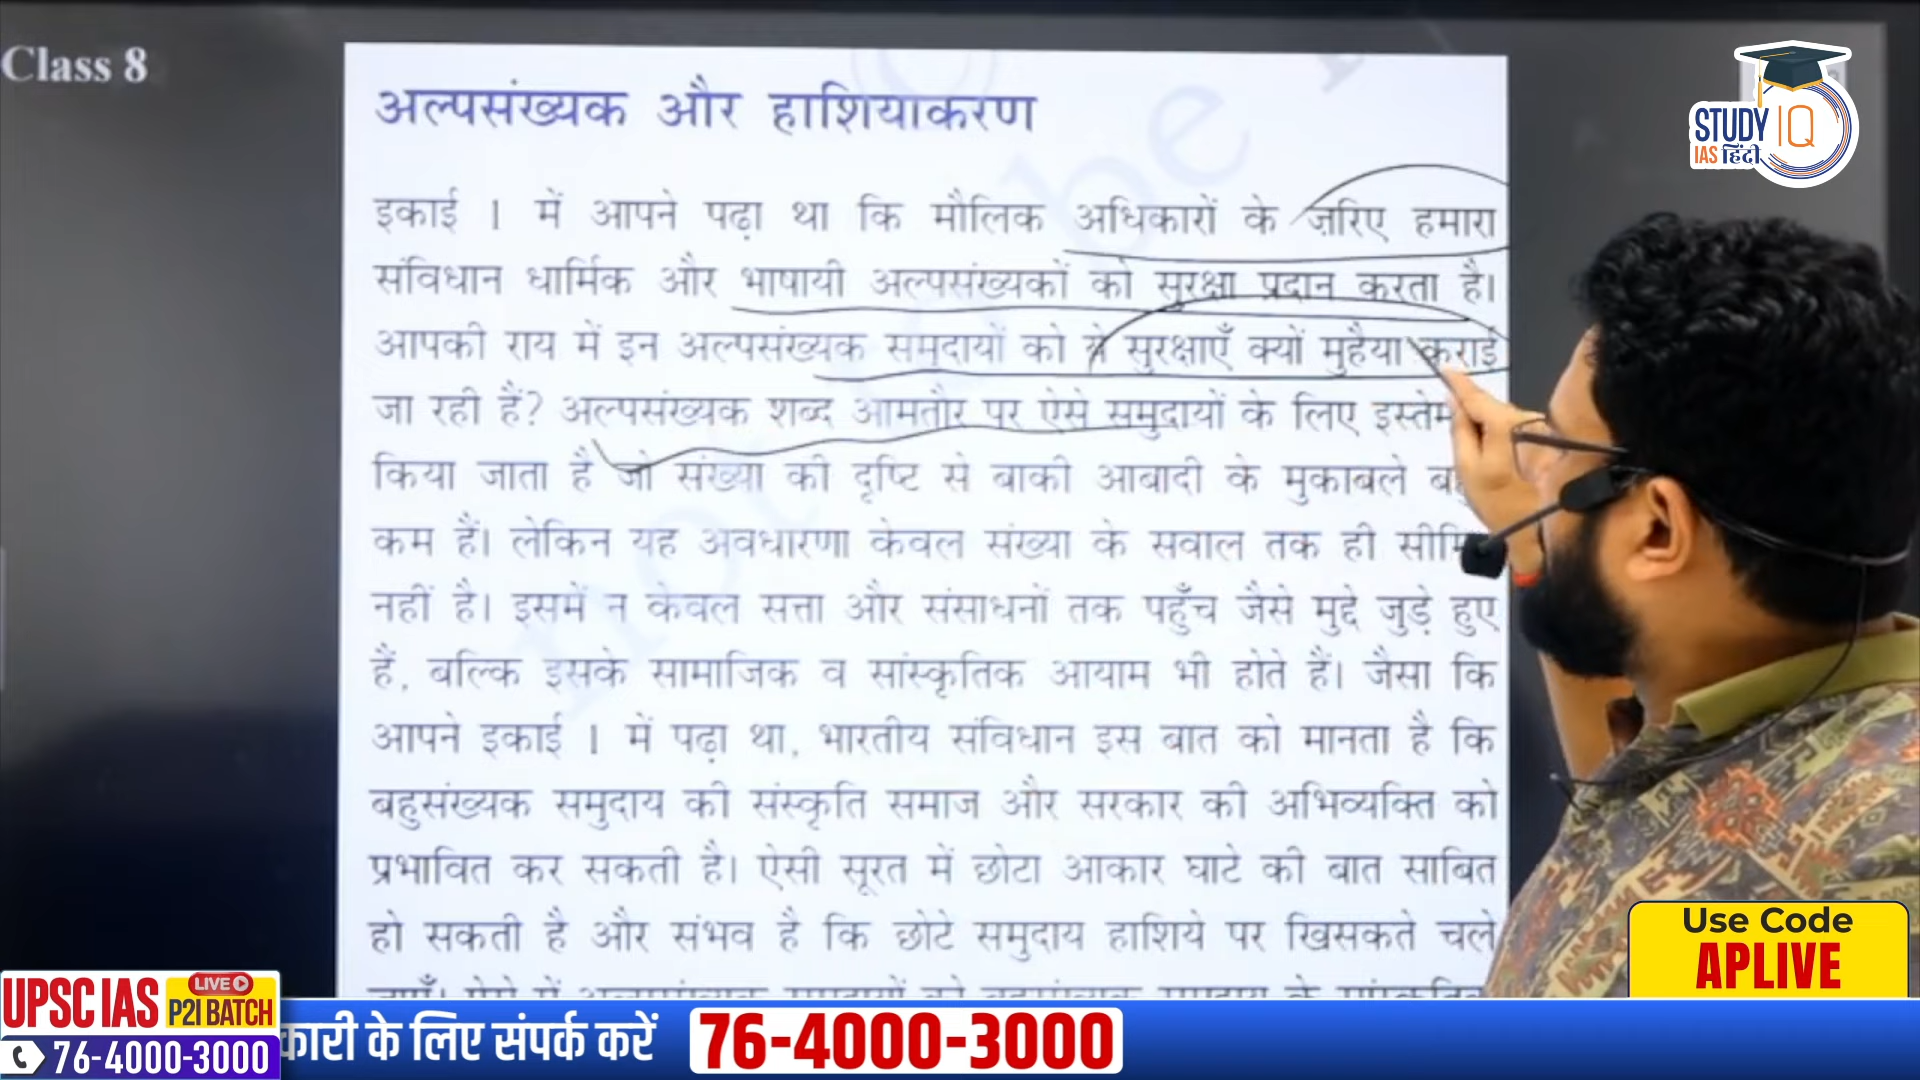 Class 8
अल्पसंख्यक और हाशियाकरण
इकाई 1 में आपने पढ़ा था कि मौलिक अधिकारों के ज़रिए हमारा
संविधान धार्मिक और भाषायी अल्पसंख्यकों को सुरक्षा प्रदान करता है।
आपकी राय में इन अल्पसंख्यक समुदायों को ये सुरक्षाएँ क्यों मुहैया कराई
जा रही हैं? अल्पसंख्यक शब्द आमतौर पर ऐसे समुदायों के लिए
किया जाता है जो संख्या की दृष्टि से बाकी आबादी के मुकाबले
कम हैं। लेकिन यह अवधारणा केवल संख्या के सवाल तक ही
नहीं है। इसमें न केवल सत्ता और संसाधनों तक पहुँच जैसे मुद्दे जुड़े हुए
हैं, बल्कि इसके सामाजिक व सांस्कृतिक आयाम भी होते हैं। जैसा कि
आपने इकाई 1 में पढ़ा था, भारतीय संविधान इस बात को मानता है कि
बहुसंख्यक समुदाय की संस्कृति समाज और सरकार की अभिव्यक्ति को
प्रभावित कर सकती है। ऐसी सूरत में छोटा आकार घाटे की बात साबित
हो सकती है और संभव है कि छोटे समुदाय हाशिये पर खिसकते चले
not be
STUDY IQ
IAS हिंदी
Use Code
APLIVE
UPSC IAS
LIVE
P2I BATCH
76-4000-3000
कारी के लिए संपर्क करें 76-4000-3000